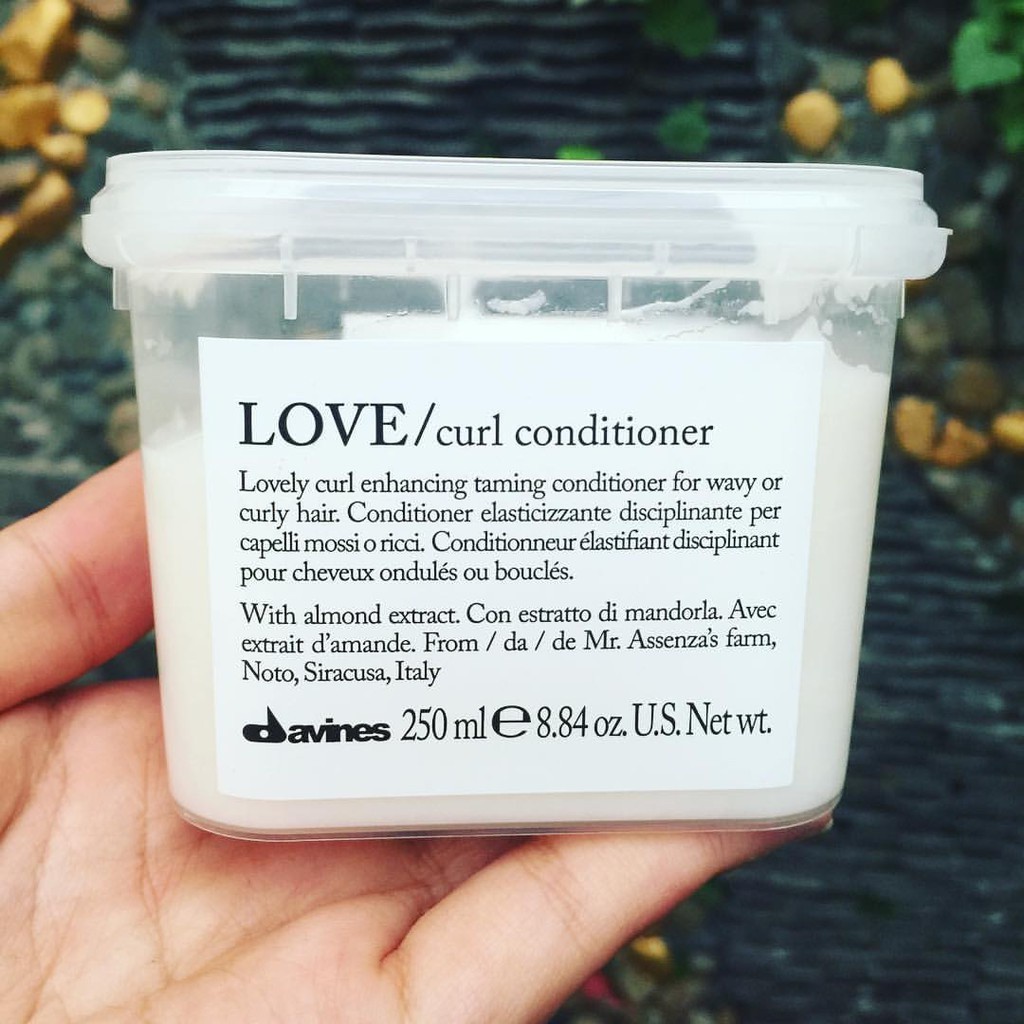 LOVE/curl conditioner
Lovely curl enhancing taming conditioner for wavy or
curly hair. Conditioner elasticizzante disciplinante per
capelli mossi o ricci. Conditionneur élastifiant disciplinant
pour cheveux ondulés ou bouclés.
With almond extract. Con estratto di mandorla. Avec
extrait d'amande. From / da / de Mr. Assenza's farm,
Noto, Siracusa, Italy
davines 250 ml ℮ 8.84 oz. U.S. Net wt.